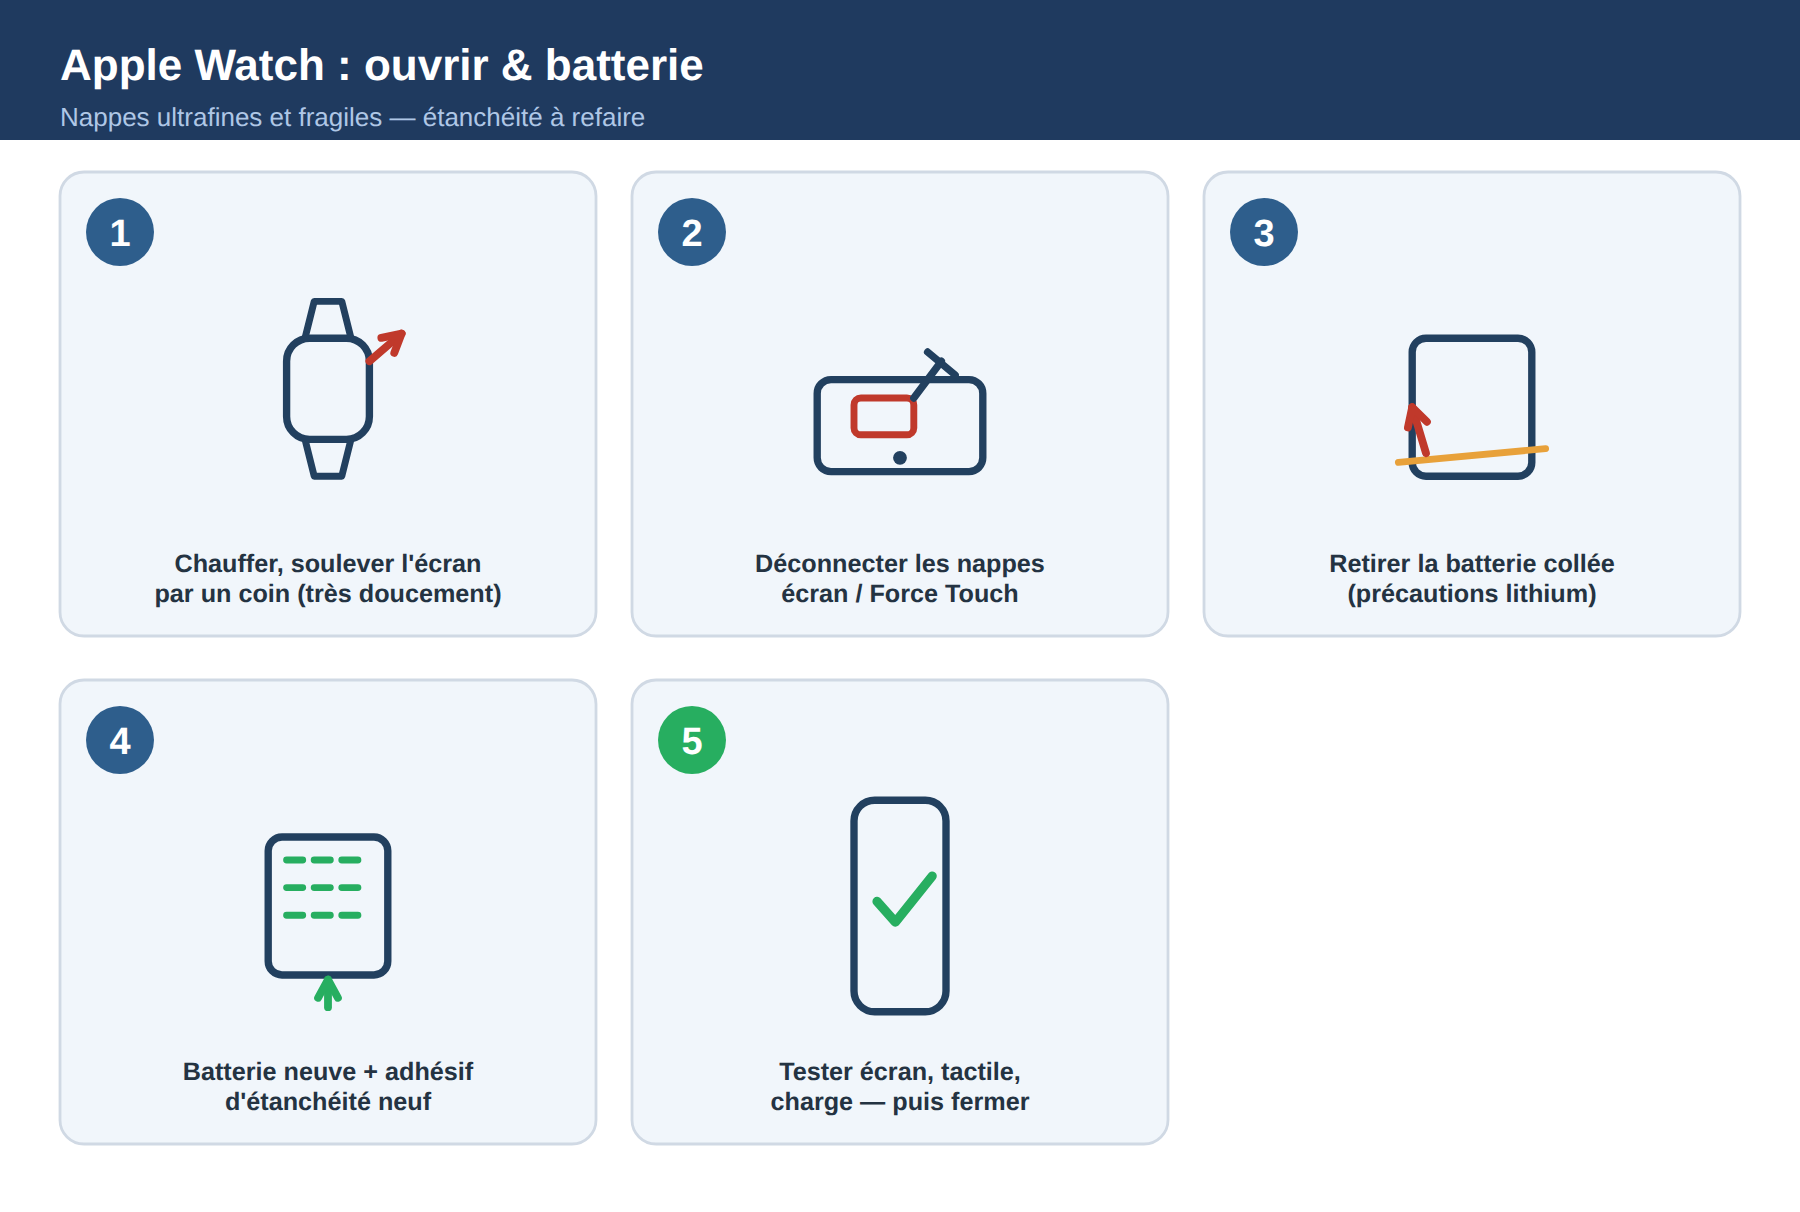 Apple Watch : ouvrir & batterie
Nappes ultrafines et fragiles — étanchéité à refaire
1
Chauffer, soulever l'écran
par un coin (très doucement)
2
Déconnecter les nappes
écran / Force Touch
3
Retirer la batterie collée
(précautions lithium)
4
Batterie neuve + adhésif
d'étanchéité neuf
5
Tester écran, tactile,
charge — puis fermer